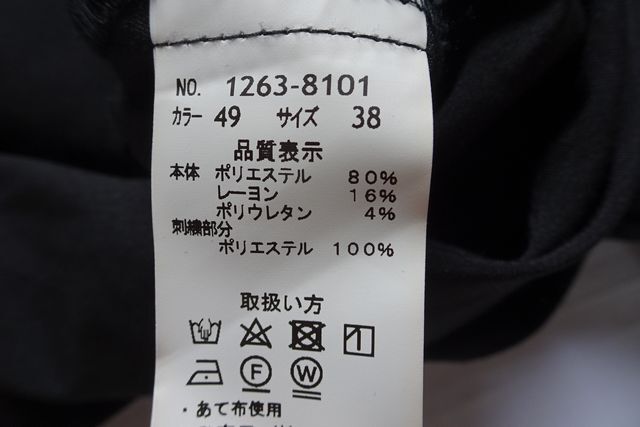 NO. 1263-8101
カラー 49 サイズ 38
品質表示
本体 ポリエステル 80%
レーヨン 16%
ポリウレタン 4%
刺繍部分
ポリエステル 100%
取扱い方
F W
・あて布使用